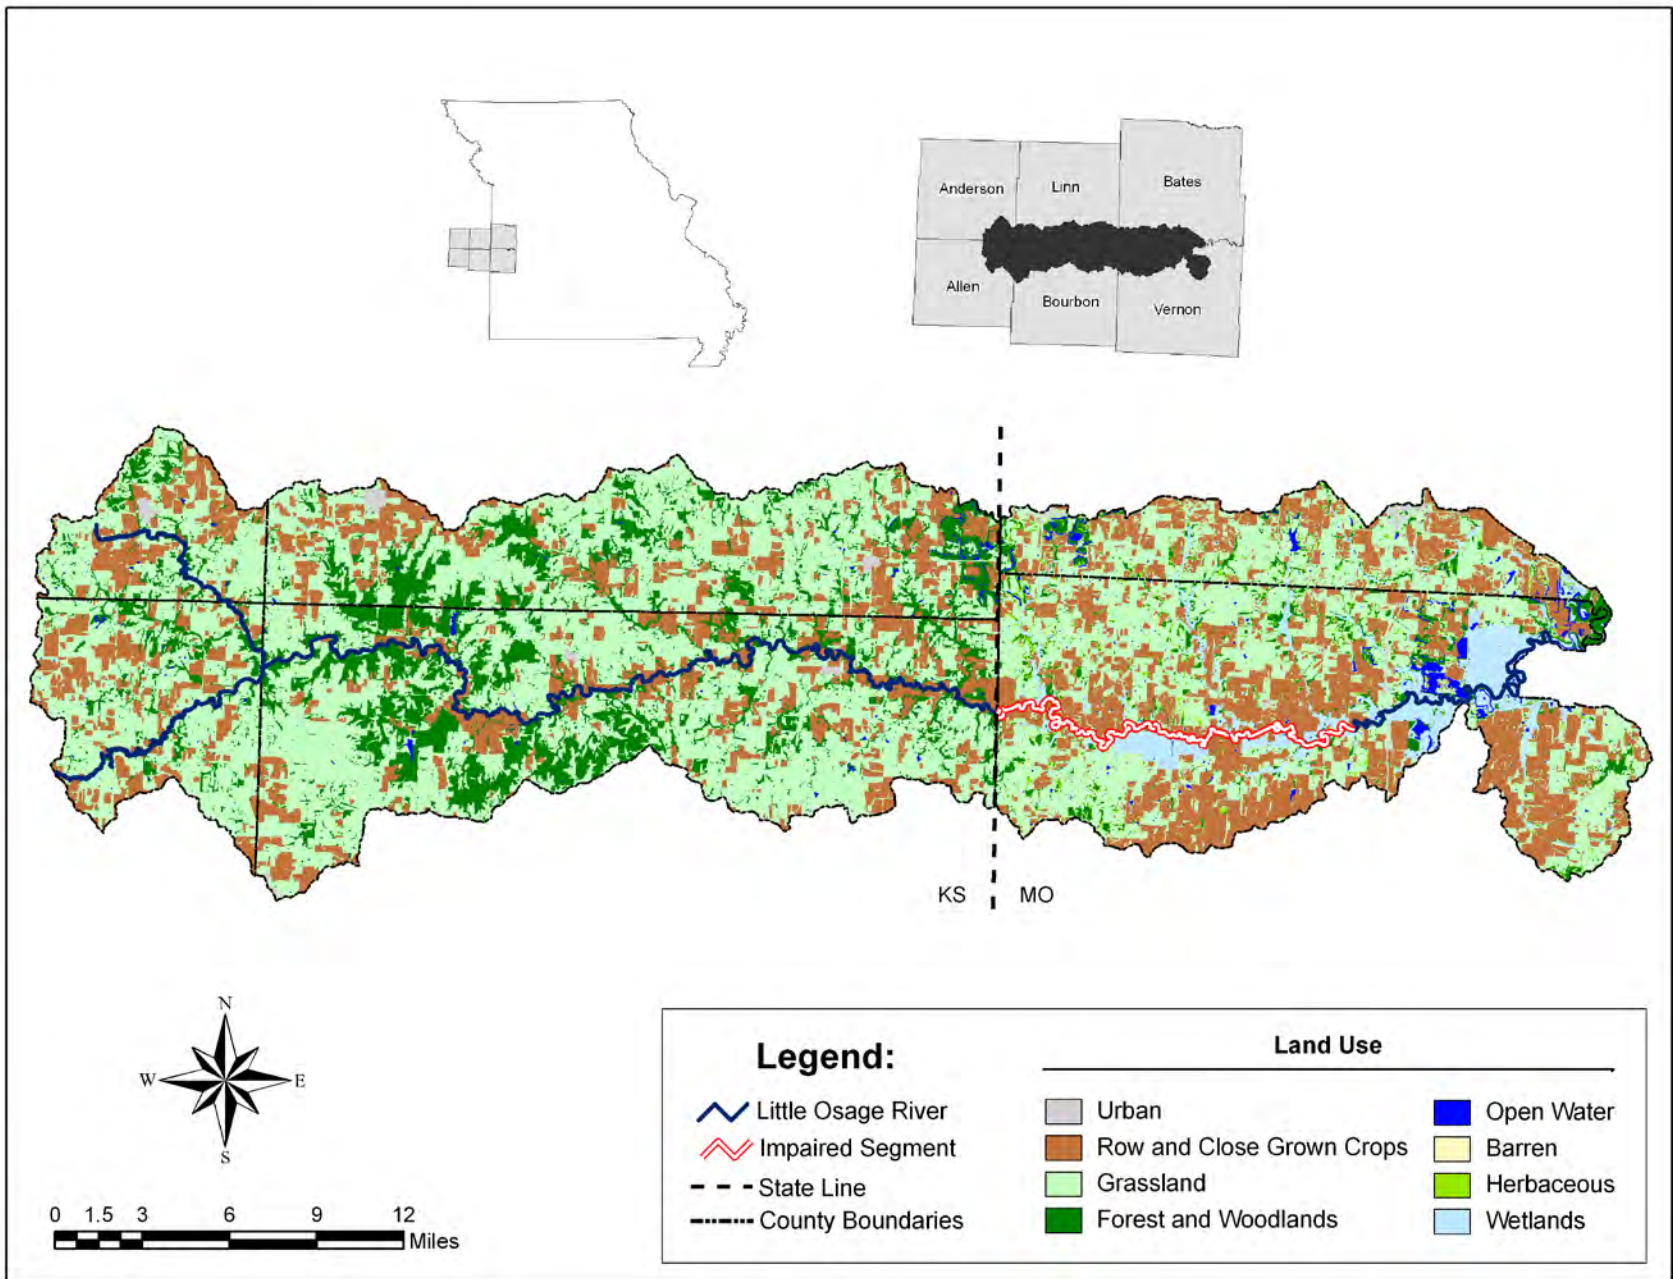 Anderson
Linn
Bates
Allen
Bourbon
Vernon
KS
MO
N
W
E
S
0 1.5 3 6 9 12
Miles
Legend:
Little Osage River
Impaired Segment
State Line
County Boundaries
Land Use
Urban
Row and Close Grown Crops
Grassland
Forest and Woodlands
Open Water
Barren
Herbaceous
Wetlands